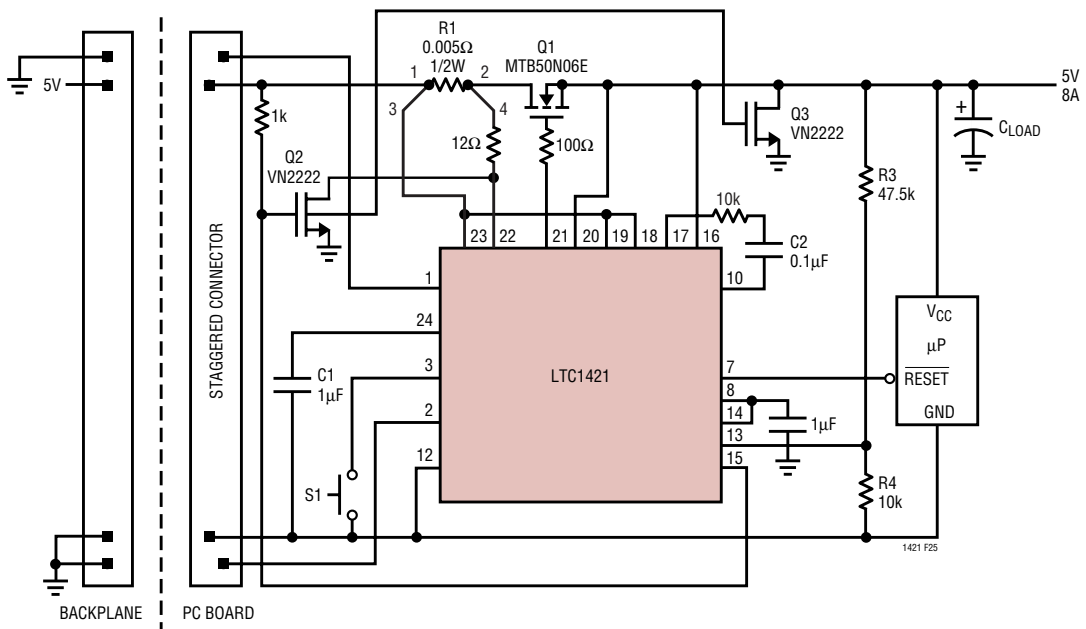 R1
0.005Ω
1/2W
Q1
MTB50N06E
1
2
3
4
5V
1k
12Ω
100Ω
Q2
VN2222
Q3
VN2222
5V
8A
+
CLOAD
R3
47.5k
10k
C2
0.1µF
23
22
21
20
19
18
17
16
STAGGERED CONNECTOR
1
24
3
2
12
10
7
8
14
13
15
LTC1421
C1
1µF
S1
1µF
VCC
µP
RESET
GND
R4
10k
1421 F25
BACKPLANE
PC BOARD